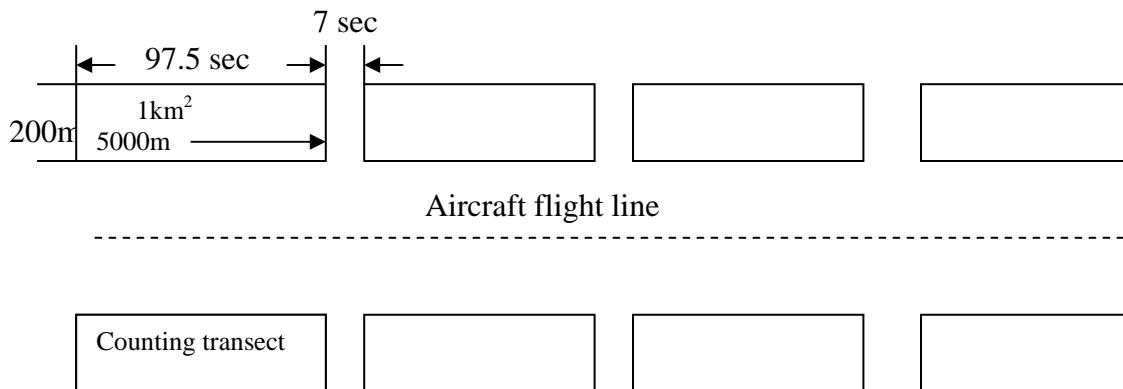 7 sec
97.5 sec
1km²
200m
5000m
Aircraft flight line
Counting transect